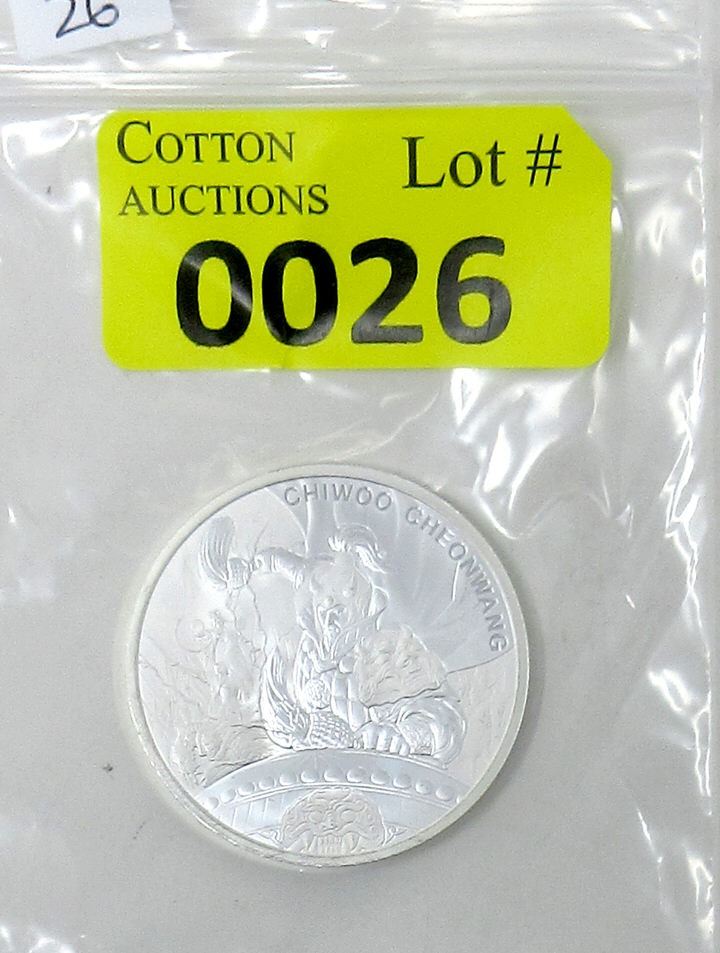 26
COTTON
AUCTIONS
Lot #
0026
CHIWOO CHEONWANG